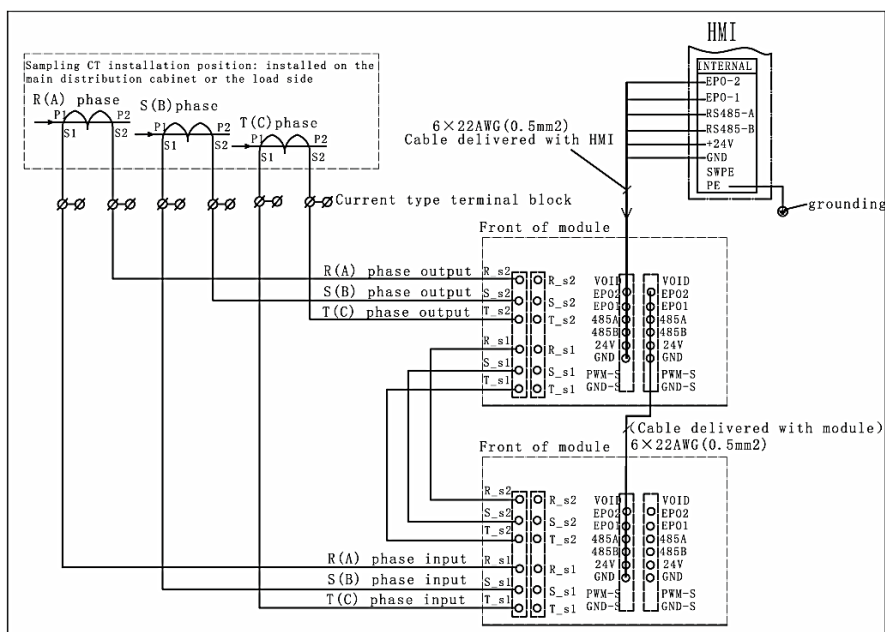 HMI
Sampling CT installation position: installed on the
main distribution cabinet or the load side
R(A) phase
P1
P2
S1
S2
S(B)phase
P1
P2
S1
S2
T(C)phase
P1
P2
S1
S2
INTERNAL
EPO-2
EPO-1
RS485-A
RS485-B
+24V
GND
SWPE
PE
grounding
6×22AWG(0.5mm2)
Cable delivered with HMI
Current type terminal block
Front of module
R(A) phase output
S(B) phase output
T(C) phase output
R_s2
S_s2
T_s2
R_s1
S_s1
T_s1
R_s2
S_s2
T_s2
R_s1
S_s1
T_s1
VOID
EPO2
EPO1
485A
485B
24V
GND
PWM-S
GND-S
VOID
EPO2
EPO1
485A
485B
24V
GND
PWM-S
GND-S
(Cable delivered with module)
6×22AWG(0.5mm2)
Front of module
R_s2
S_s2
T_s2
R(A) phase input
S(B) phase input
T(C) phase input
R_s1
S_s1
T_s1
R_s2
S_s2
T_s2
R_s1
S_s1
T_s1
VOID
EPO2
EPO1
485A
485B
24V
GND
PWM-S
GND-S
VOID
EPO2
EPO1
485A
485B
24V
GND
PWM-S
GND-S